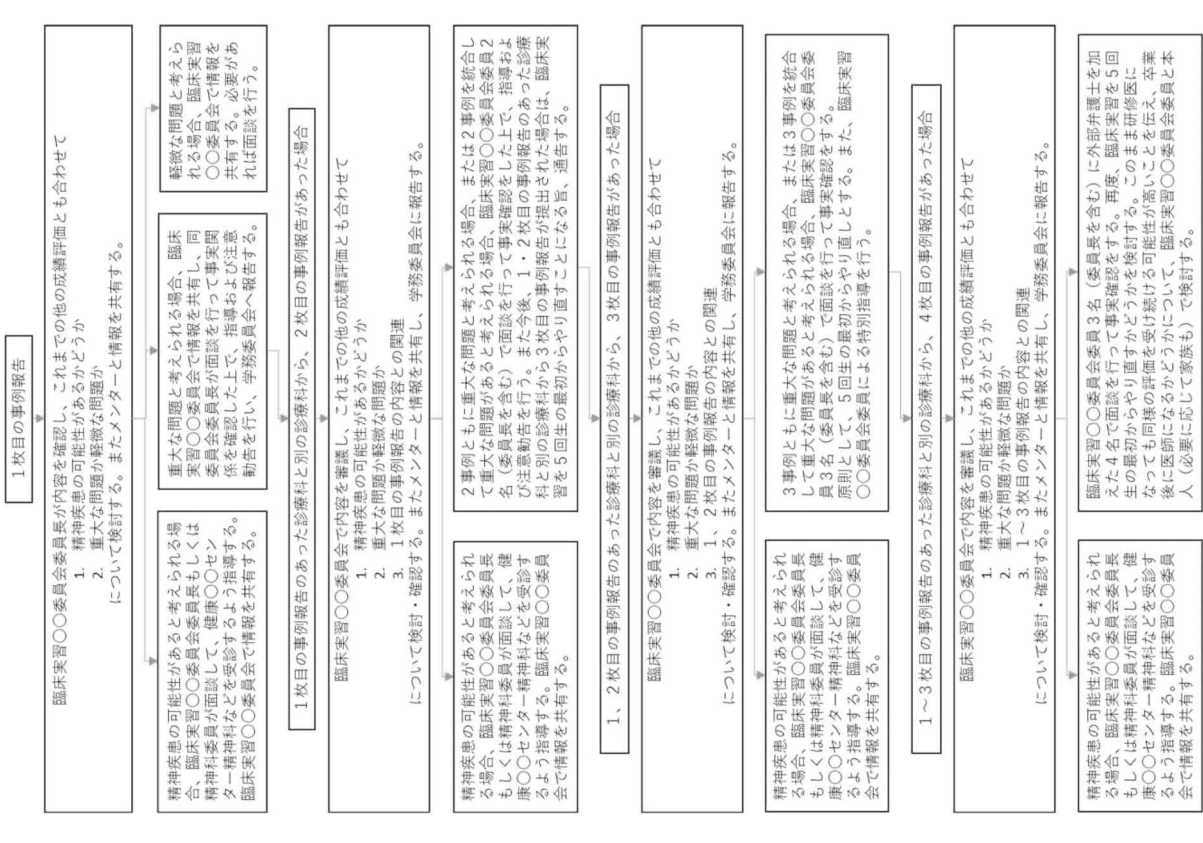 1枚目の事例報告
臨床実習〇〇委員会委員長が内容を確認し、これまでの他の成績評価とも合わせて
1. 精神疾患の可能性があるかどうか
2. 重大な問題か軽微な問題か
について検討する。またメンターと情報を共有する。
精神疾患の可能性があると考えられる場
合、臨床実習〇〇委員会委員長もしくは
精神科委員が面談して、健康〇〇セン
ター精神科などを受診するよう指導する。
臨床実習〇〇委員会で情報を共有する。
重大な問題と考えられる場合、臨床
実習〇〇委員会で情報を共有し、同
委員会委員長が面談を行って事実関
係を確認した上で、指導および注意
勧告を行い、学務委員会へ報告する。
軽微な問題と考えら
れる場合、臨床実習
〇〇委員会で情報を
共有する。必要があ
れば面談を行う。
1枚目の事例報告のあった診療科と別の診療科から、2枚目の事例報告があった場合
臨床実習〇〇委員会で内容を審議し、これまでの他の成績評価とも合わせて
1. 精神疾患の可能性があるかどうか
2. 重大な問題か軽微な問題か
3. 1枚目の事例報告の内容との関連
について検討・確認する。またメンターと情報を共有し、学務委員会に報告する。
精神疾患の可能性があると考えられ
る場合、臨床実習〇〇委員会委員長
もしくは精神科委員が面談して、健
康〇〇センター精神科などを受診す
るよう指導する。臨床実習〇〇委員
会で情報を共有する。
2事例ともに重大な問題と考えられる場合、または2事例を統合し
て重大な問題があると考えられる場合、臨床実習〇〇委員会委員2
名（委員長を含む）で面談を行って事実確認をした上で、指導およ
び注意勧告を行う。また今後、1・2枚目の事例報告のあった診療
科と別の診療科から3枚目の事例報告が提出された場合は、臨床実
習を5回生の最初からやり直すことになる旨、通告する。
1、2枚目の事例報告のあった診療科と別の診療科から、3枚目の事例報告があった場合
臨床実習〇〇委員会で内容を審議し、これまでの他の成績評価とも合わせて
1. 精神疾患の可能性があるかどうか
2. 重大な問題か軽微な問題か
3. 1、2枚目の事例報告の内容との関連
について検討・確認する。またメンターと情報を共有し、学務委員会に報告する。
精神疾患の可能性があると考えられ
る場合、臨床実習〇〇委員会委員長
もしくは精神科委員が面談して、健
康〇〇センター精神科などを受診す
るよう指導する。臨床実習〇〇委員
会で情報を共有する。
3事例ともに重大な問題と考えられる場合、または3事例を統合
して重大な問題があると考えられる場合、臨床実習〇〇委員会委
員3名（委員長を含む）で面談を行って事実確認をする。
原則として、5回生の最初からやり直しとする。また、臨床実習
〇〇委員会委員による特別指導を行う。
1～3枚目の事例報告のあった診療科と別の診療科から、4枚目の事例報告があった場合
臨床実習〇〇委員会で内容を審議し、これまでの他の成績評価とも合わせて
1. 精神疾患の可能性があるかどうか
2. 重大な問題か軽微な問題か
3. 1～3枚目の事例報告の内容との関連
について検討・確認する。またメンターと情報を共有し、学務委員会に報告する。
精神疾患の可能性があると考えられ
る場合、臨床実習〇〇委員会委員長
もしくは精神科委員が面談して、健
康〇〇センター精神科などを受診す
るよう指導する。臨床実習〇〇委員
会で情報を共有する。
臨床実習〇〇委員会委員3名（委員長を含む）に外部弁護士を加
えた4名で面談を行って事実確認をする。再度、臨床実習を5回
生の最初からやり直すかどうかを検討する。このまま研修医に
なっても同様の評価を受け続ける可能性が高いことを伝え、卒業
後に医師になるかどうかについて、臨床実習〇〇委員会委員と本
人（必要に応じて家族も）で検討する。